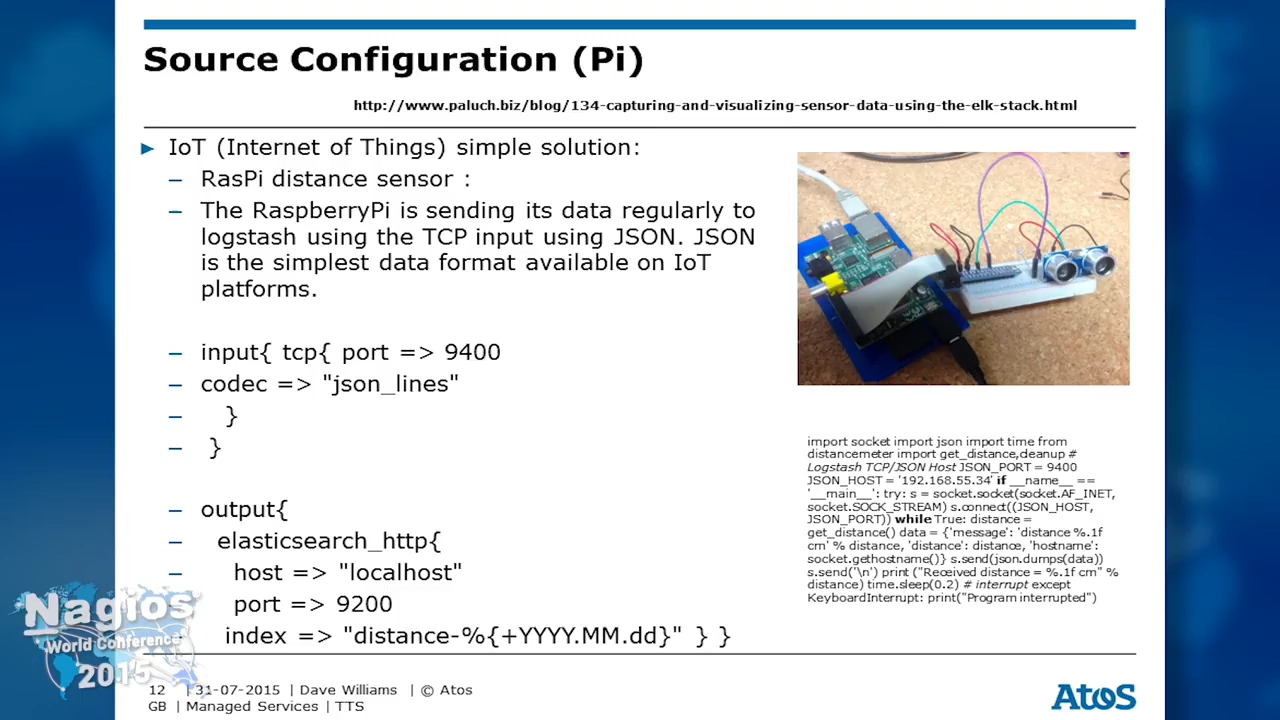 Source Configuration (Pi)
http://www.paluch.biz/blog/134-capturing-and-visualizing-sensor-data-using-the-elk-stack.html
► IoT (Internet of Things) simple solution:
– RasPi distance sensor :
– The RaspberryPi is sending its data regularly to
logstash using the TCP input using JSON. JSON
is the simplest data format available on IoT
platforms.
– input{ tcp{ port => 9400
– codec => "json_lines"
– }
– }
– output{
– elasticsearch_http{
– host => "localhost"
– port => 9200
– index => "distance-%{+YYYY.MM.dd}" } }
import socket import json import time from
distancemeter import get_distance,cleanup #
Logstash TCP/JSON Host JSON_PORT = 9400
JSON_HOST = '192.168.55.34' if __name__ ==
'__main__': try: s = socket.socket(socket.AF_INET,
socket.SOCK_STREAM) s.connect((JSON_HOST,
JSON_PORT)) while True: distance =
get_distance() data = {'message': 'distance %.1f
cm' % distance, 'distance': distance, 'hostname':
socket.gethostname()} s.send(json.dumps(data))
s.send('\n') print ("Received distance = %.1f cm" %
distance) time.sleep(0.2) # interrupt except
KeyboardInterrupt: print("Program interrupted")
Nagios
World Conference
2015
12 | 31-07-2015 | Dave Williams | © Atos
GB | Managed Services | TTS
Atos